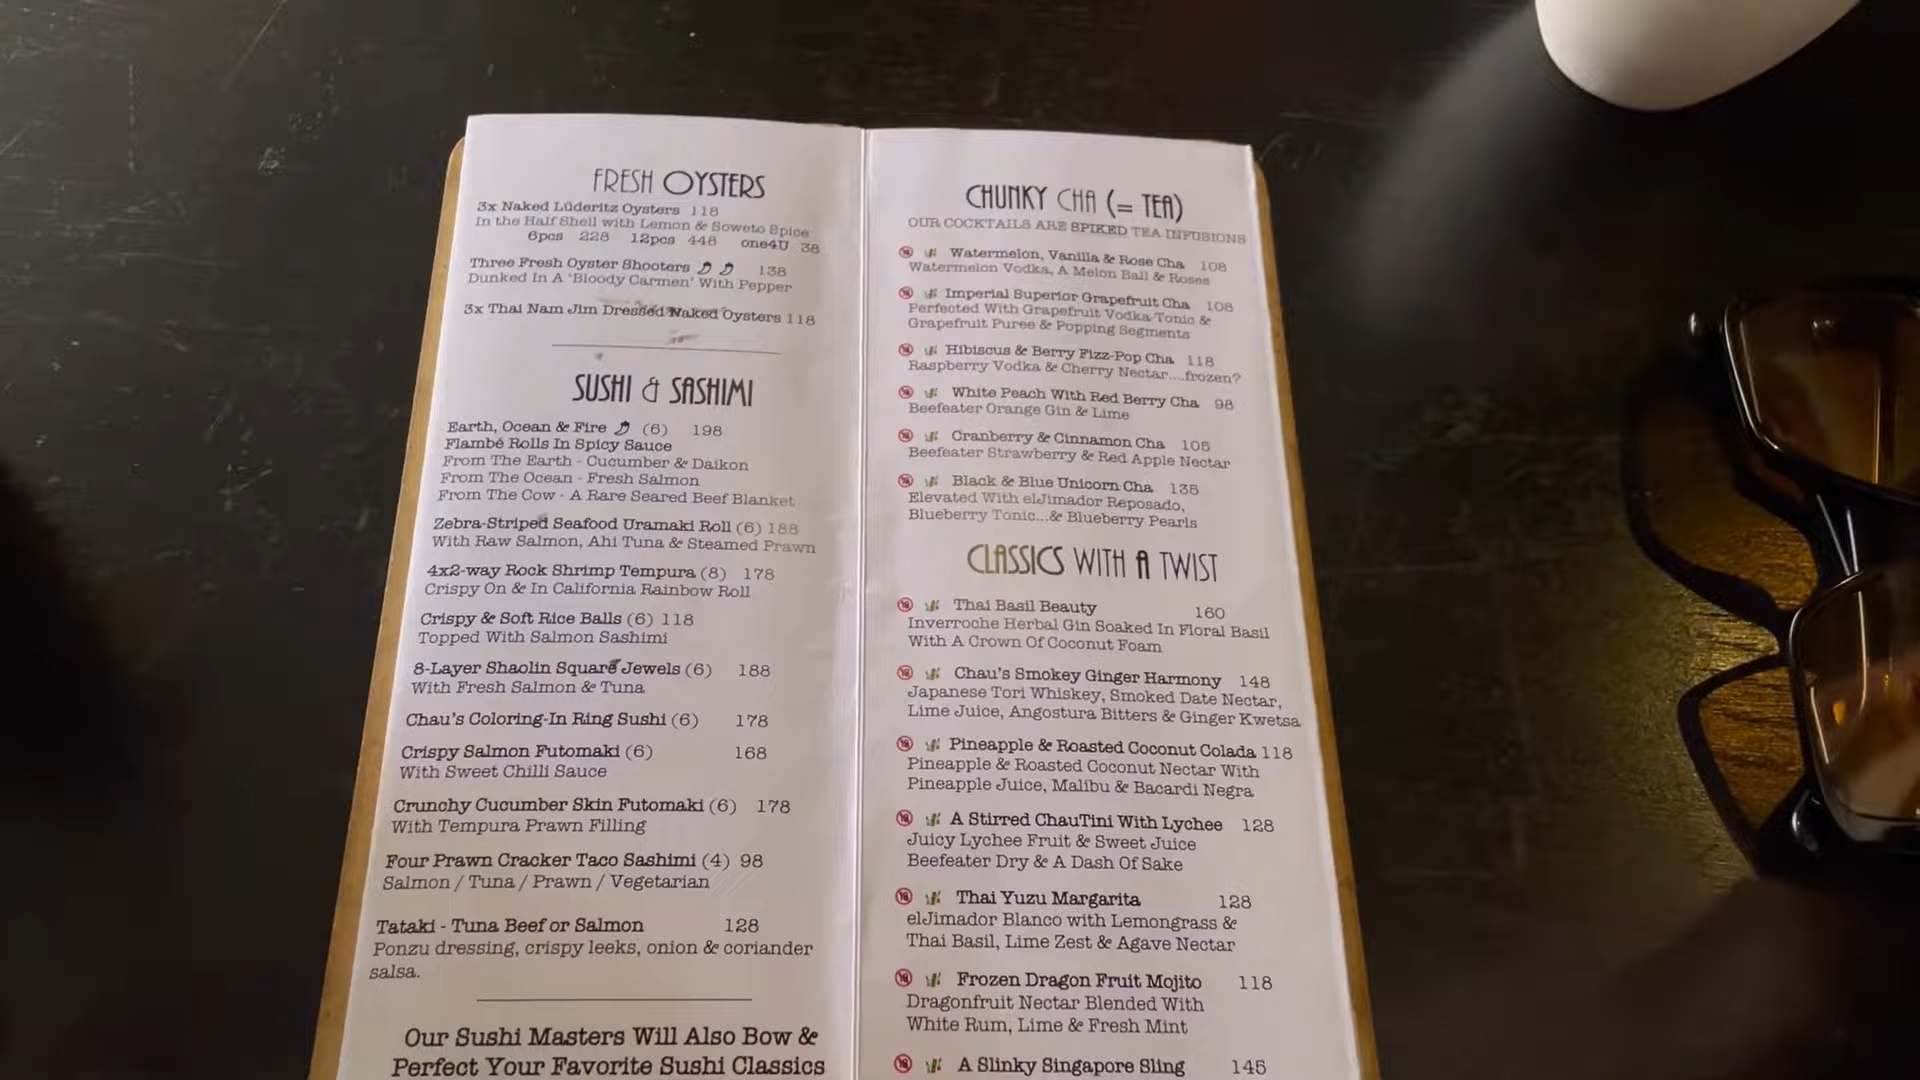 FRESH OYSTERS
3x Naked Lüderitz Oysters 118
In the Half Shell with Lemon & Soweto Spice
6pcs 228 12pcs 448 one4U 38
Three Fresh Oyster Shooters 138
Dunked In A 'Bloody Carmen' With Pepper
3x Thai Nam Jim Dressed Naked Oysters 118
SUSHI & SASHIMI
Earth, Ocean & Fire (6) 198
Flambé Rolls In Spicy Sauce
From The Earth - Cucumber & Daikon
From The Ocean - Fresh Salmon
From The Cow - A Rare Seared Beef Blanket
Zebra-Striped Seafood Uramaki Roll (6) 188
With Raw Salmon, Ahi Tuna & Steamed Prawn
4x2-way Rock Shrimp Tempura (8) 178
Crispy On & In California Rainbow Roll
Crispy & Soft Rice Balls (6) 118
Topped With Salmon Sashimi
8-Layer Shaolin Square Jewels (6) 188
With Fresh Salmon & Tuna
Chau's Coloring-In Ring Sushi (6) 178
Crispy Salmon Futomaki (6) 168
With Sweet Chilli Sauce
Crunchy Cucumber Skin Futomaki (6) 178
With Tempura Prawn Filling
Four Prawn Cracker Taco Sashimi (4) 98
Salmon / Tuna / Prawn / Vegetarian
Tataki - Tuna Beef or Salmon 128
Ponzu dressing, crispy leeks, onion & coriander
salsa.
Our Sushi Masters Will Also Bow &
Perfect Your Favorite Sushi Classics
CHUNKY CHA (= TEA)
OUR COCKTAILS ARE SPIKED TEA INFUSIONS
Watermelon, Vanilla & Rose Cha 108
Watermelon Vodka, A Melon Ball & Roses
Imperial Superior Grapefruit Cha 108
Perfected With Grapefruit Vodka-Tonic &
Grapefruit Puree & Popping Segments
Hibiscus & Berry Fizz-Pop Cha 118
Raspberry Vodka & Cherry Nectar....frozen?
White Peach With Red Berry Cha 98
Beefeater Orange Gin & Lime
Cranberry & Cinnamon Cha 105
Beefeater Strawberry & Red Apple Nectar
Black & Blue Unicorn Cha 135
Elevated With elJimador Reposado,
Blueberry Tonic...& Blueberry Pearls
CLASSICS WITH A TWIST
Thai Basil Beauty 160
Inverroche Herbal Gin Soaked In Floral Basil
With A Crown Of Coconut Foam
Chau's Smokey Ginger Harmony 148
Japanese Tori Whiskey, Smoked Date Nectar,
Lime Juice, Angostura Bitters & Ginger Kwetsa
Pineapple & Roasted Coconut Colada 118
Pineapple & Roasted Coconut Nectar With
Pineapple Juice, Malibu & Bacardi Negra
A Stirred ChauTini With Lychee 128
Juicy Lychee Fruit & Sweet Juice
Beefeater Dry & A Dash Of Sake
Thai Yuzu Margarita 128
elJimador Blanco with Lemongrass &
Thai Basil, Lime Zest & Agave Nectar
Frozen Dragon Fruit Mojito 118
Dragonfruit Nectar Blended With
White Rum, Lime & Fresh Mint
A Slinky Singapore Sling 145